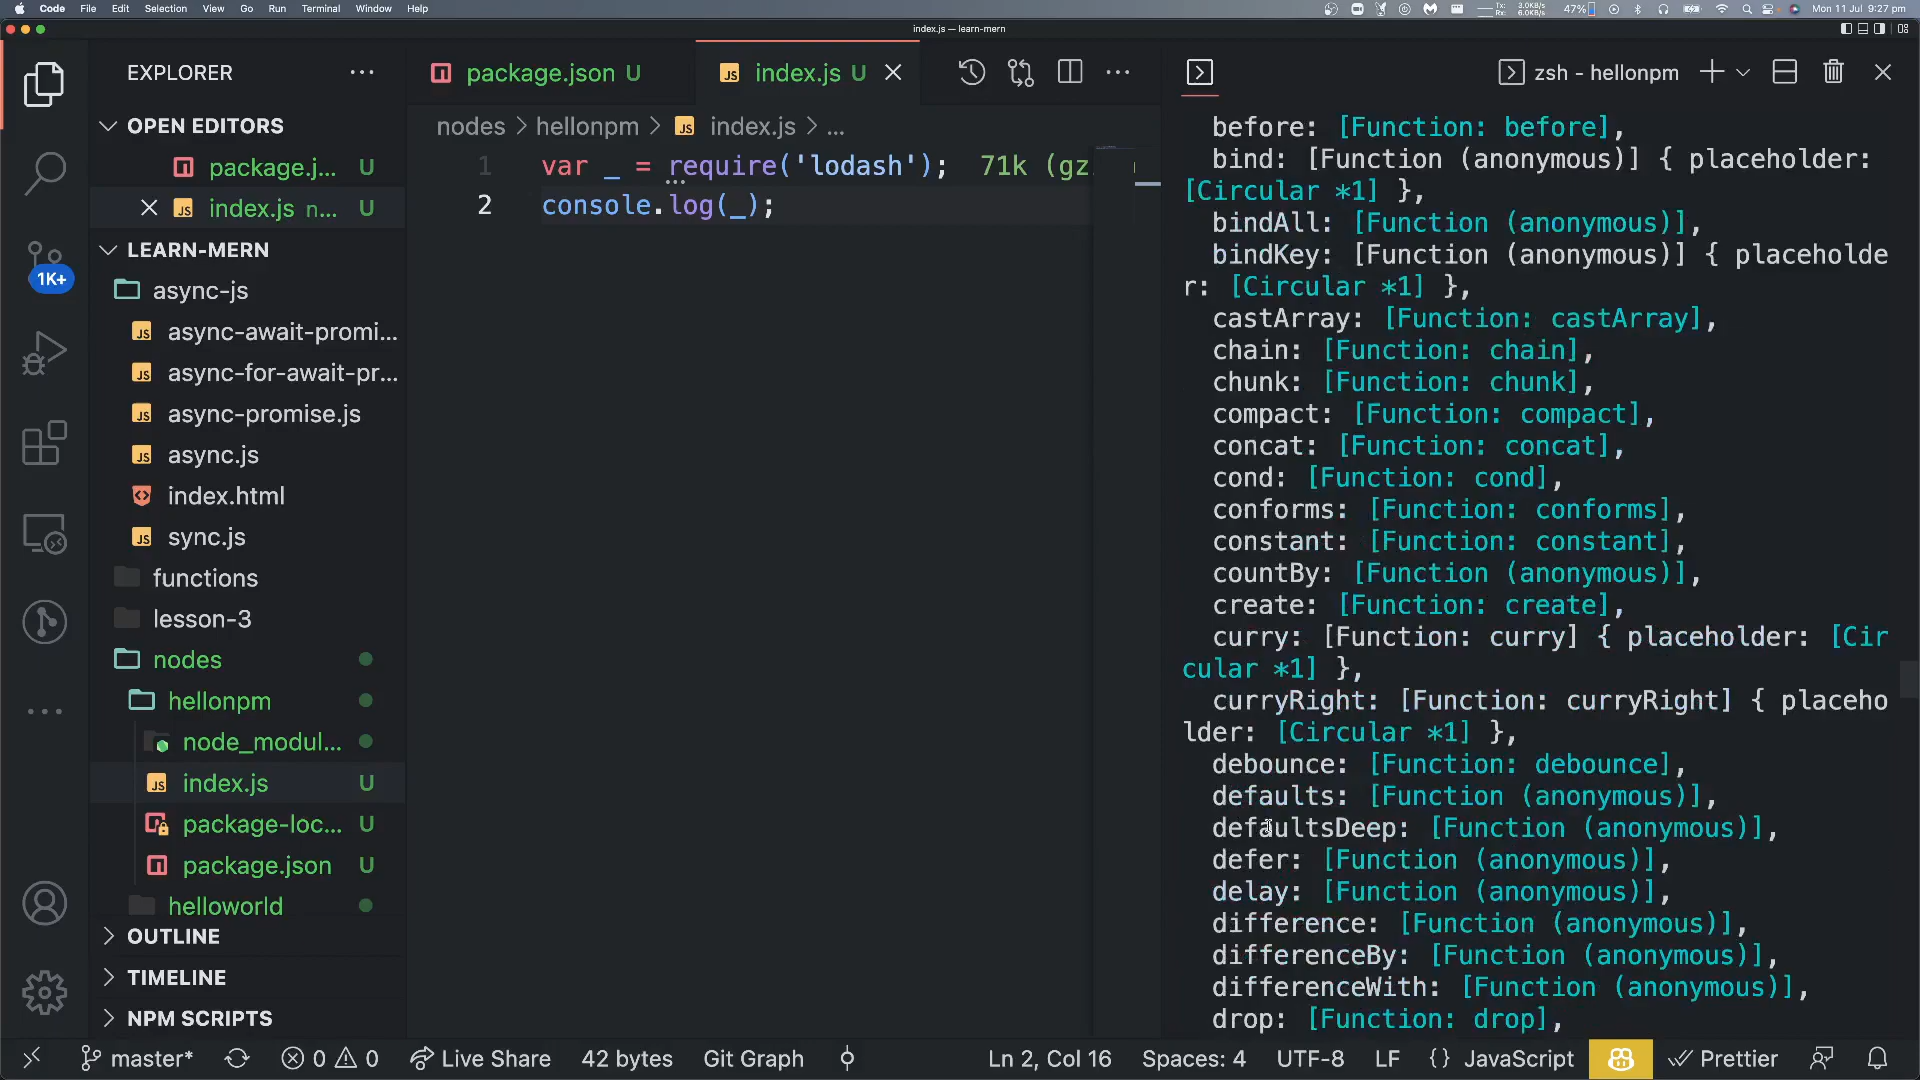 Code File Edit Selection View Go Run Terminal Window Help
47% Mon 11 Jul 9:27 pm
index.js — learn-mern
EXPLORER
OPEN EDITORS
package.j... U
index.js n... U
LEARN-MERN
async-js
async-await-promi...
async-for-await-pr...
async-promise.js
async.js
index.html
sync.js
functions
lesson-3
nodes
hellonpm
node_modul...
index.js U
package-loc... U
package.json U
helloworld
OUTLINE
TIMELINE
NPM SCRIPTS
1K+
package.json U
index.js U
nodes > hellonpm > index.js > ...
1 var _ = require('lodash'); 71k (gz
2 console.log(_);
zsh - hellonpm
before: [Function: before],
bind: [Function (anonymous)] { placeholder:
[Circular *1] },
bindAll: [Function (anonymous)],
bindKey: [Function (anonymous)] { placeholde
r: [Circular *1] },
castArray: [Function: castArray],
chain: [Function: chain],
chunk: [Function: chunk],
compact: [Function: compact],
concat: [Function: concat],
cond: [Function: cond],
conforms: [Function: conforms],
constant: [Function: constant],
countBy: [Function (anonymous)],
create: [Function: create],
curry: [Function: curry] { placeholder: [Cir
cular *1] },
curryRight: [Function: curryRight] { placeho
lder: [Circular *1] },
debounce: [Function: debounce],
defaults: [Function (anonymous)],
defaultsDeep: [Function (anonymous)],
defer: [Function (anonymous)],
delay: [Function (anonymous)],
difference: [Function (anonymous)],
differenceBy: [Function (anonymous)],
differenceWith: [Function (anonymous)],
drop: [Function: drop],
master* 0 0 Live Share 42 bytes Git Graph Ln 2, Col 16 Spaces: 4 UTF-8 LF {} JavaScript Prettier